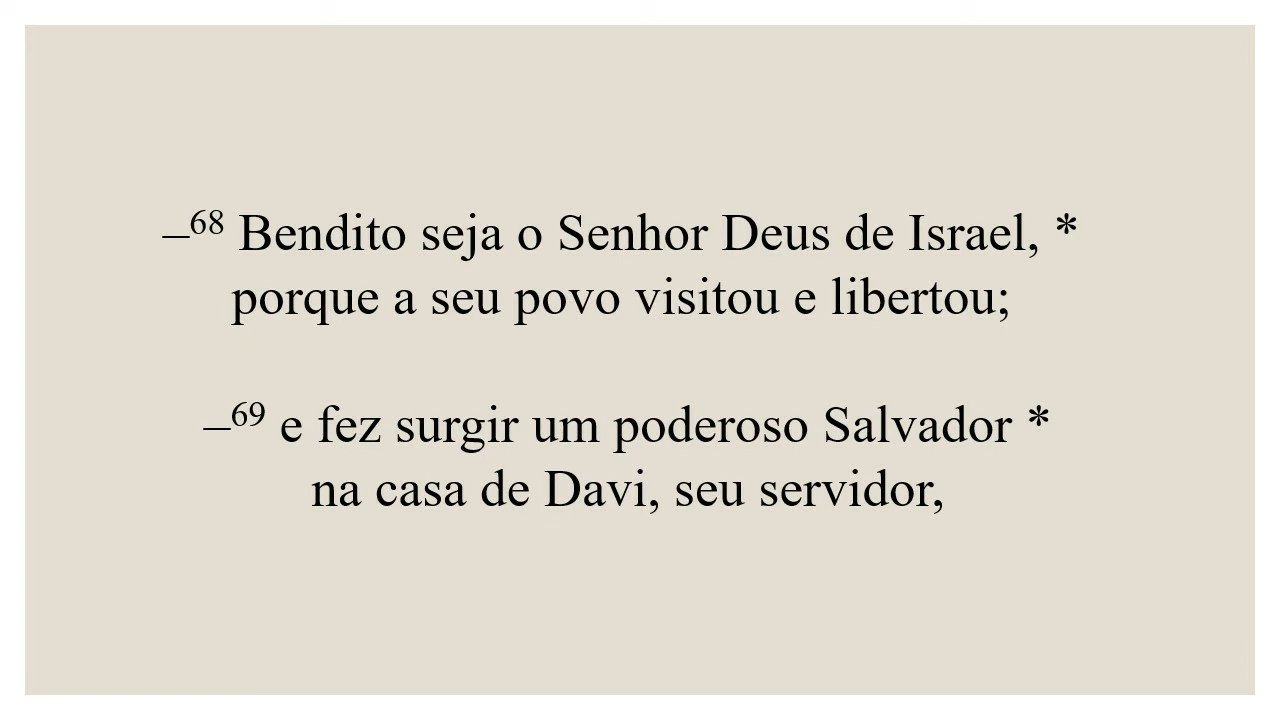 –⁶⁸ Bendito seja o Senhor Deus de Israel, *
porque a seu povo visitou e libertou;
–⁶⁹ e fez surgir um poderoso Salvador *
na casa de Davi, seu servidor,